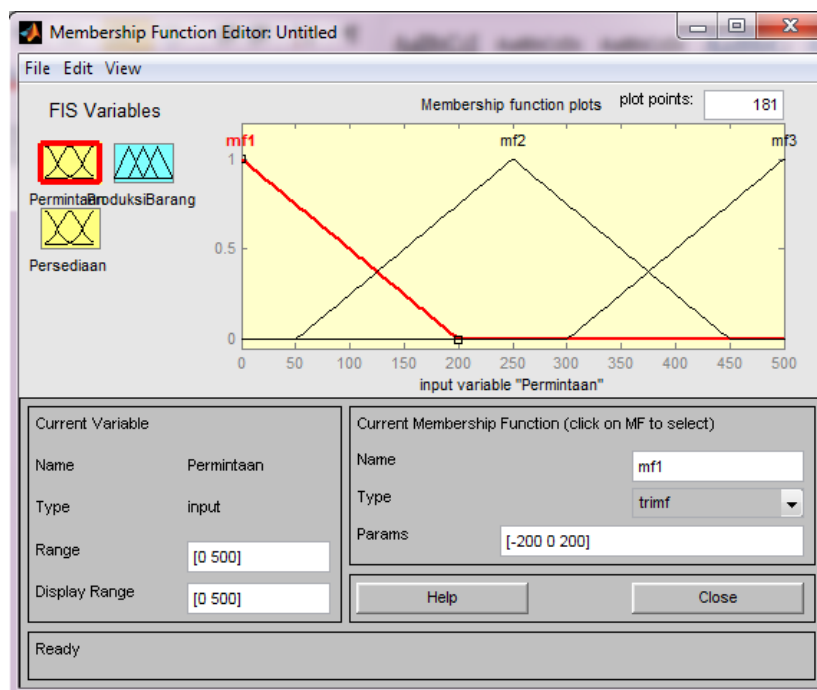 Membership Function Editor: Untitled
File Edit View
FIS Variables
Membership function plots plot points: 181
mf1 mf2 mf3
1
0.5
0
0 50 100 150 200 250 300 350 400 450 500
input variable "Permintaan"
Permintaan ProduksiBarang
Persediaan
Current Variable
Name Permintaan
Type input
Range [0 500]
Display Range [0 500]
Current Membership Function (click on MF to select)
Name mf1
Type trimf
Params [-200 0 200]
Help Close
Ready